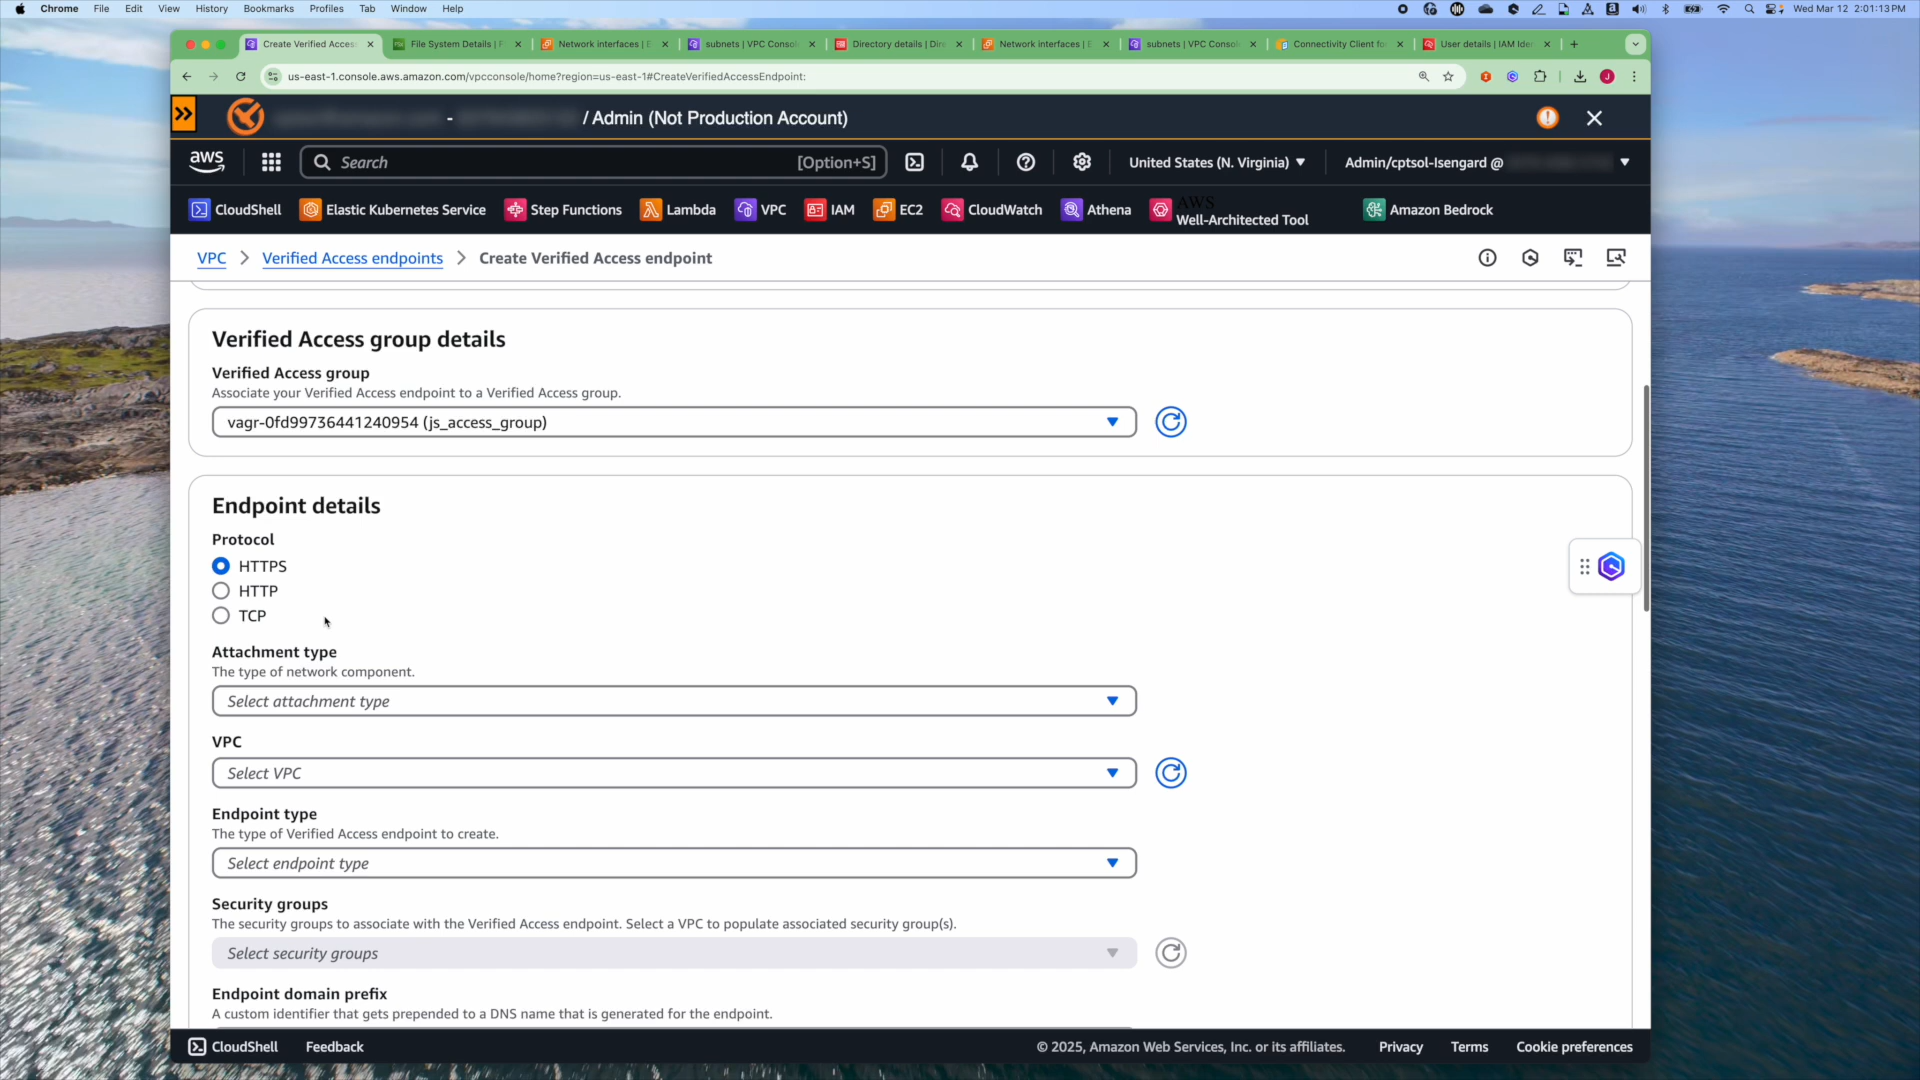 Chrome File Edit View History Bookmarks Profiles Tab Window Help Wed Mar 12 2:01:13 PM
Create Verified Access File System Details | F Network interfaces | E subnets | VPC Consol Directory details | Dire Network interfaces | E subnets | VPC Consol Connectivity Client fo User details | IAM Iden
us-east-1.console.aws.amazon.com/vpcconsole/home?region=us-east-1#CreateVerifiedAccessEndpoint:
- / Admin (Not Production Account)
aws Search [Option+S] United States (N. Virginia) Admin/cptsol-Isengard @
CloudShell Elastic Kubernetes Service Step Functions Lambda VPC IAM EC2 CloudWatch Athena AWS Well-Architected Tool Amazon Bedrock
VPC Verified Access endpoints Create Verified Access endpoint
Verified Access group details
Verified Access group
Associate your Verified Access endpoint to a Verified Access group.
vagr-0fd99736441240954 (js_access_group)
Endpoint details
Protocol
HTTPS
HTTP
TCP
Attachment type
The type of network component.
Select attachment type
VPC
Select VPC
Endpoint type
The type of Verified Access endpoint to create.
Select endpoint type
Security groups
The security groups to associate with the Verified Access endpoint. Select a VPC to populate associated security group(s).
Select security groups
Endpoint domain prefix
A custom identifier that gets prepended to a DNS name that is generated for the endpoint.
CloudShell Feedback © 2025, Amazon Web Services, Inc. or its affiliates. Privacy Terms Cookie preferences